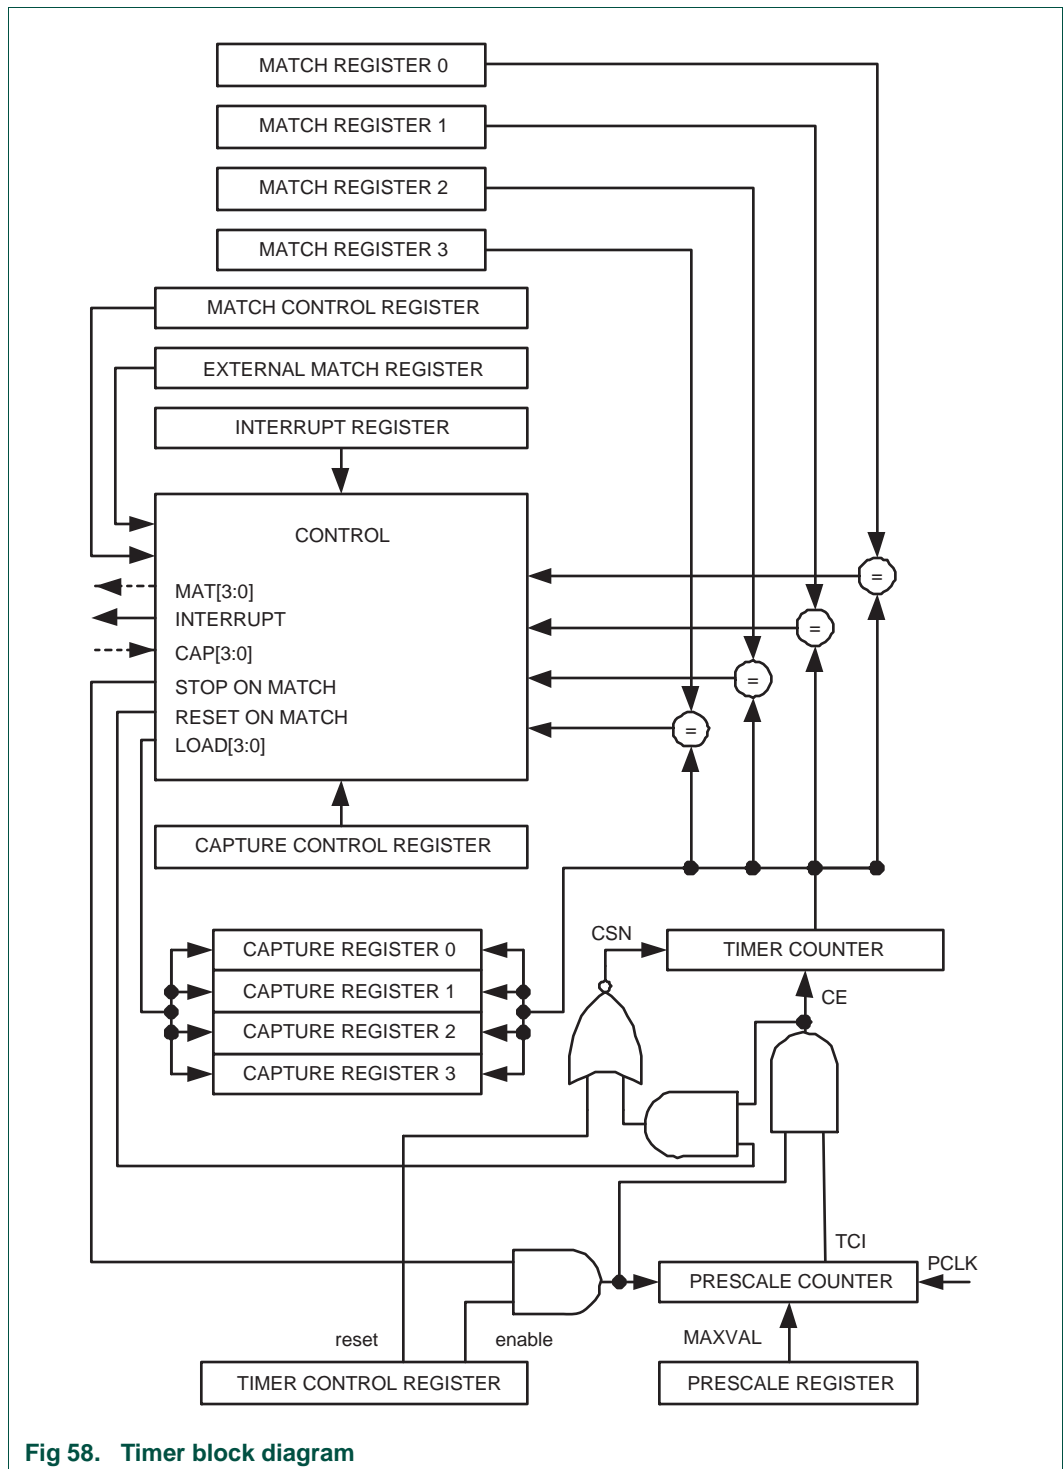 MATCH REGISTER 0
MATCH REGISTER 1
MATCH REGISTER 2
MATCH REGISTER 3
MATCH CONTROL REGISTER
EXTERNAL MATCH REGISTER
INTERRUPT REGISTER
CONTROL
=
=
=
=
MAT[3:0]
INTERRUPT
CAP[3:0]
STOP ON MATCH
RESET ON MATCH
LOAD[3:0]
CAPTURE CONTROL REGISTER
CSN
CAPTURE REGISTER 0
TIMER COUNTER
CAPTURE REGISTER 1
CE
CAPTURE REGISTER 2
CAPTURE REGISTER 3
TCI
PCLK
PRESCALE COUNTER
reset
enable
MAXVAL
TIMER CONTROL REGISTER
PRESCALE REGISTER
Fig 58. Timer block diagram